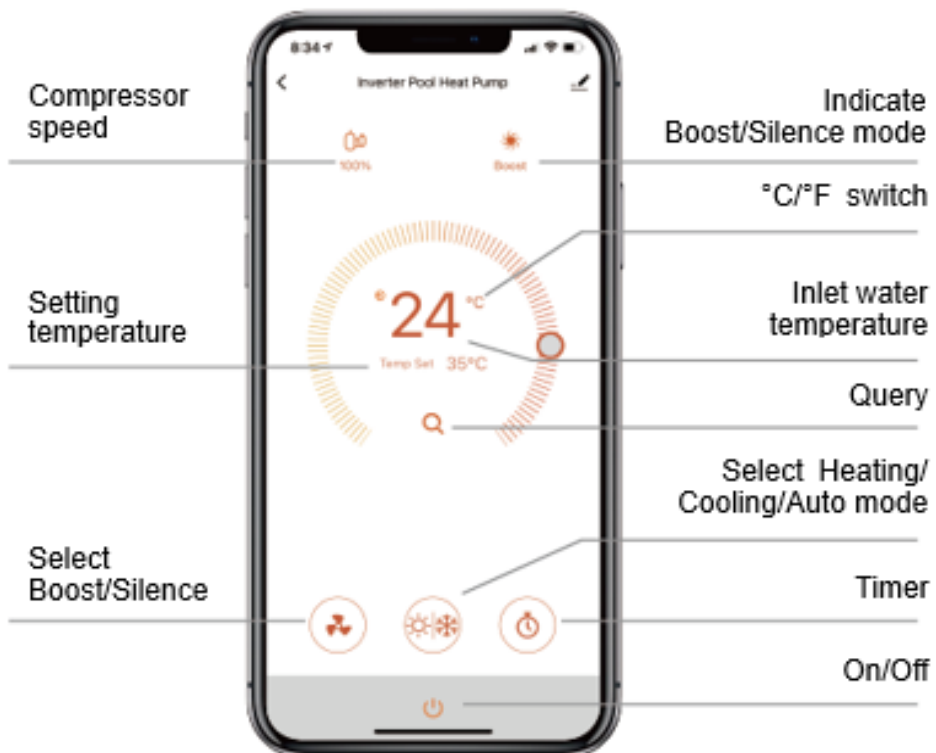 8:34
Inverter Pool Heat Pump
Compressor
speed
Indicate
Boost/Silence mode
100%
Boost
°C/°F switch
Setting
temperature
24 °C
Inlet water
temperature
Temp Set 35°C
Query
Select Heating/
Cooling/Auto mode
Select
Boost/Silence
Timer
On/Off